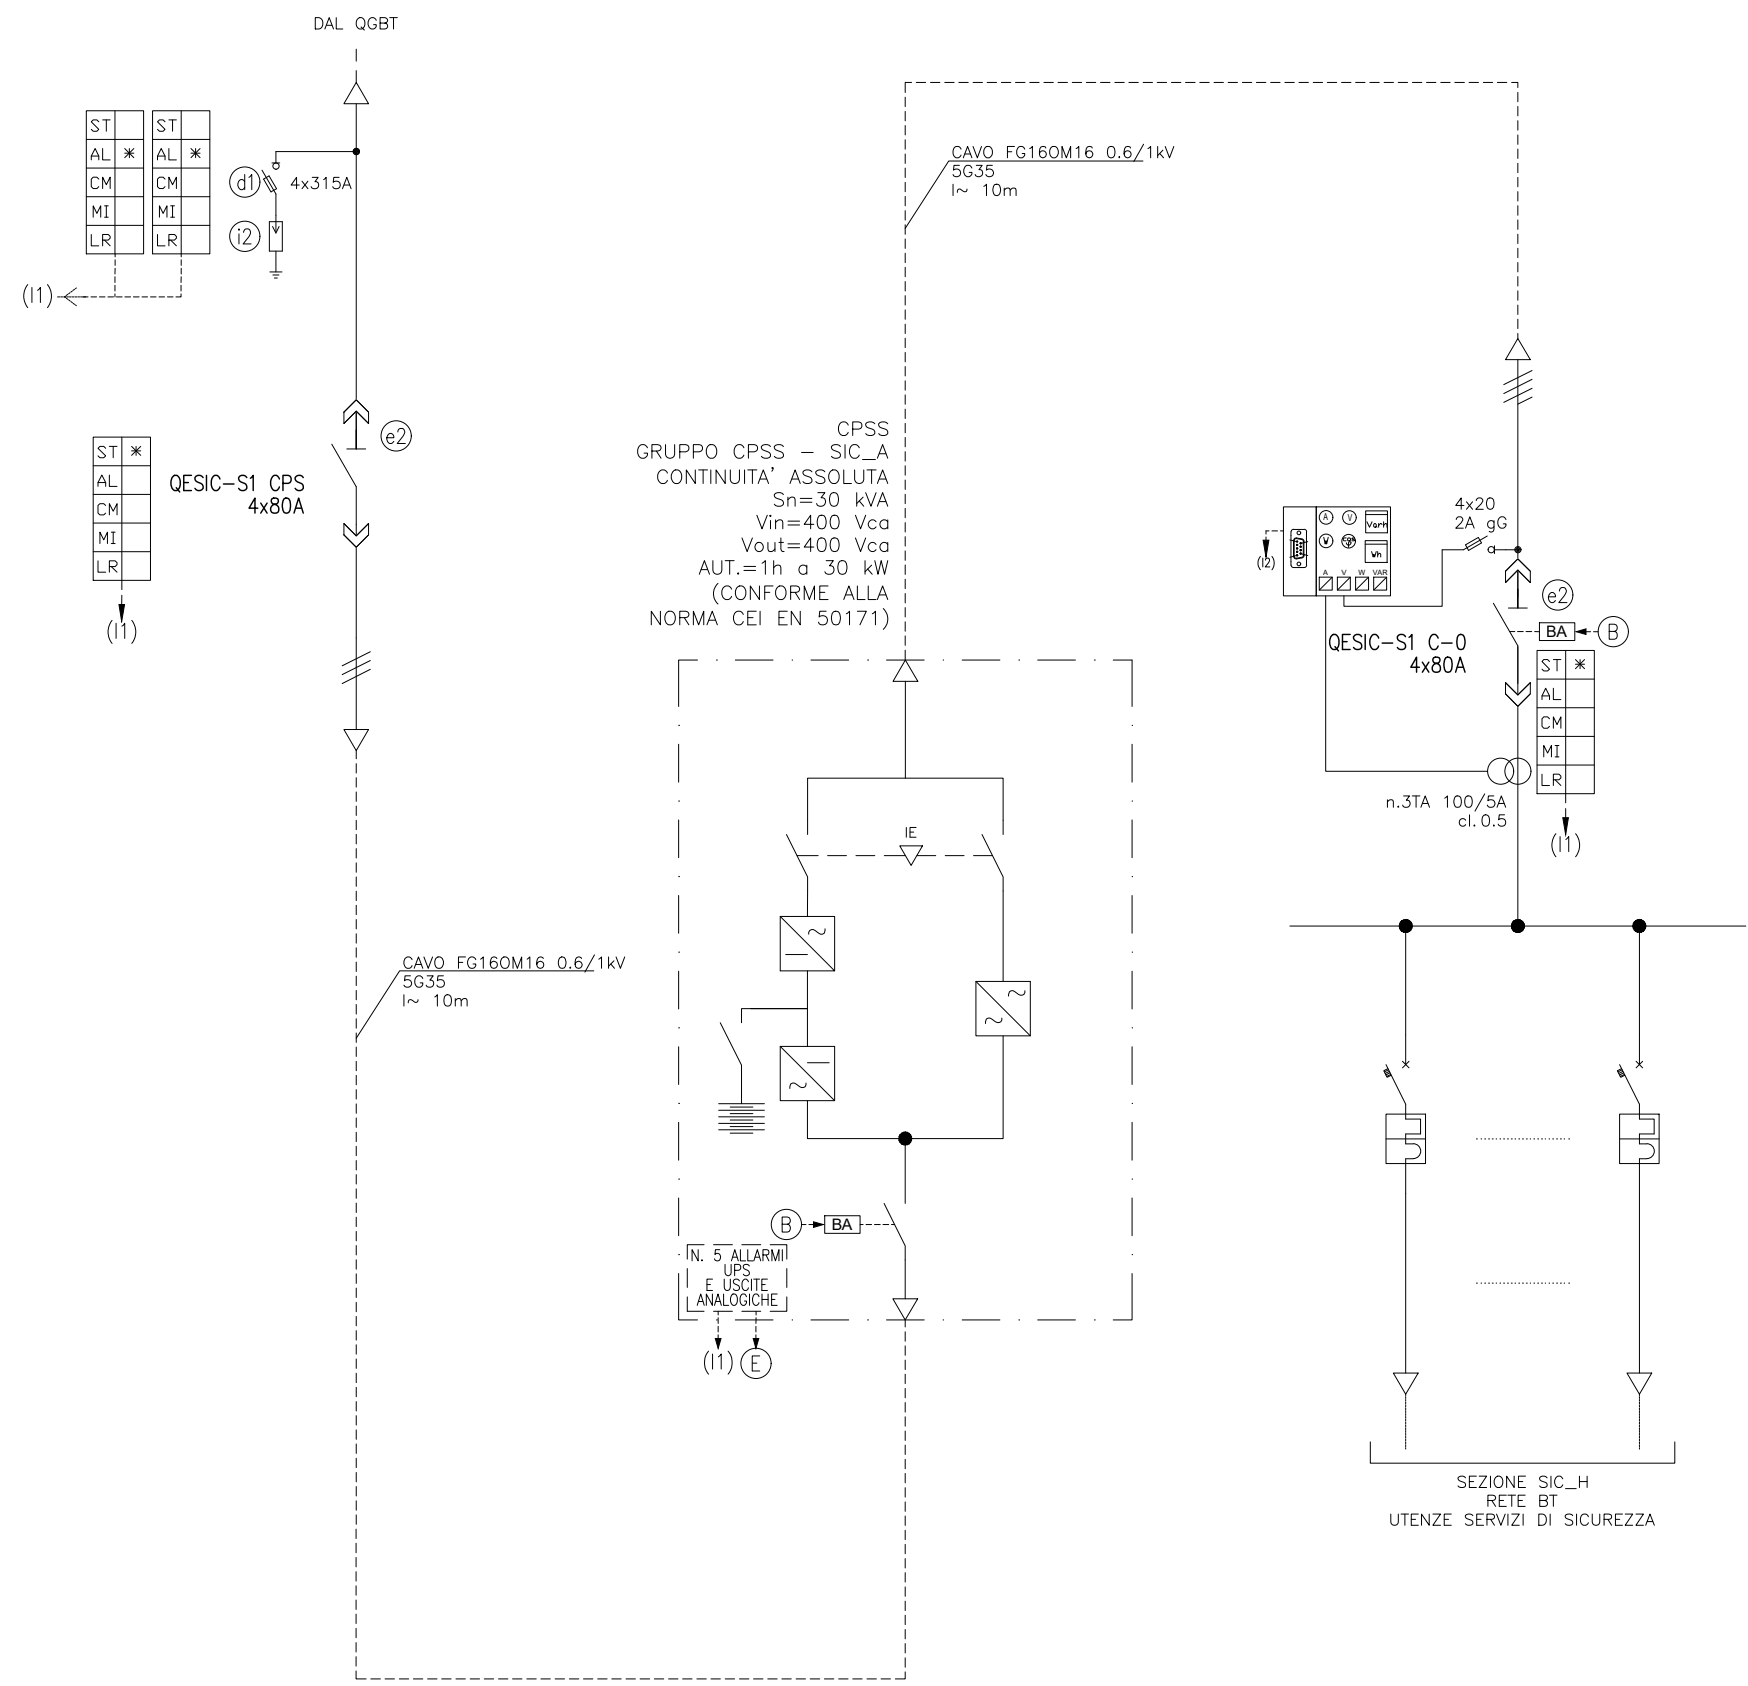 DAL QGBT
ST
AL *
CM
MI
LR
ST
AL *
CM
MI
LR
d1
4x315A
i2
(I1)
ST *
AL
CM
MI
LR
(I1)
QESIC-S1 CPS
4x80A
e2
CAVO FG16OM16 0.6/1kV
5G35
l~ 10m
CPSS
GRUPPO CPSS - SIC_A
CONTINUITA' ASSOLUTA
Sn=30 kVA
Vin=400 Vca
Vout=400 Vca
AUT.=1h a 30 kW
(CONFORME ALLA
NORMA CEI EN 50171)
IE
B
BA
N. 5 ALLARMI
UPS
E USCITE
ANALOGICHE
(I1)
E
CAVO FG16OM16 0.6/1kV
5G35
l~ 10m
(I2)
A
V
Varh
W
Wh
A V W VAR
4x20
2A gG
e2
BA
B
QESIC-S1 C-0
4x80A
ST *
AL
CM
MI
LR
(I1)
n.3TA 100/5A
cl.0.5
SEZIONE SIC_H
RETE BT
UTENZE SERVIZI DI SICUREZZA